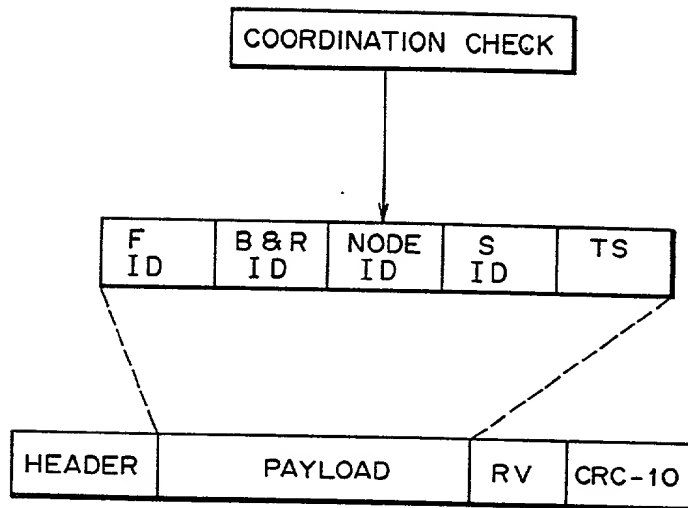 COORDINATION CHECK
F ID
B & R ID
NODE ID
S ID
TS
HEADER
PAYLOAD
RV
CRC-10